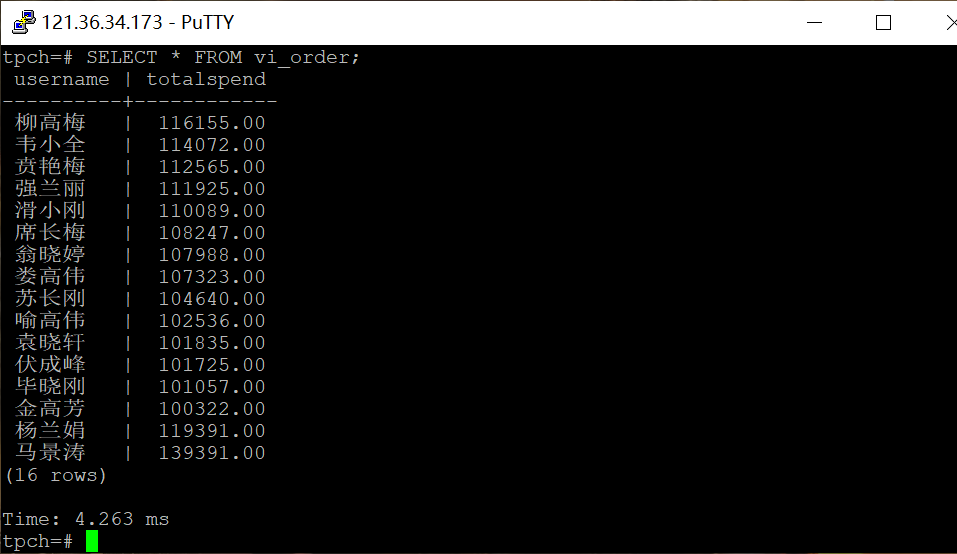 121.36.34.173 - PuTTY
tpch=# SELECT * FROM vi_order;
 username | totalspend
----------+------------
 柳高梅   |  116155.00
 韦小全   |  114072.00
 贲艳梅   |  112565.00
 强兰丽   |  111925.00
 滑小刚   |  110089.00
 席长梅   |  108247.00
 翁晓婷   |  107988.00
 娄高伟   |  107323.00
 苏长刚   |  104640.00
 喻高伟   |  102536.00
 袁晓轩   |  101835.00
 伏成峰   |  101725.00
 毕晓刚   |  101057.00
 金高芳   |  100322.00
 杨兰娟   |  119391.00
 马景涛   |  139391.00
(16 rows)
Time: 4.263 ms
tpch=#